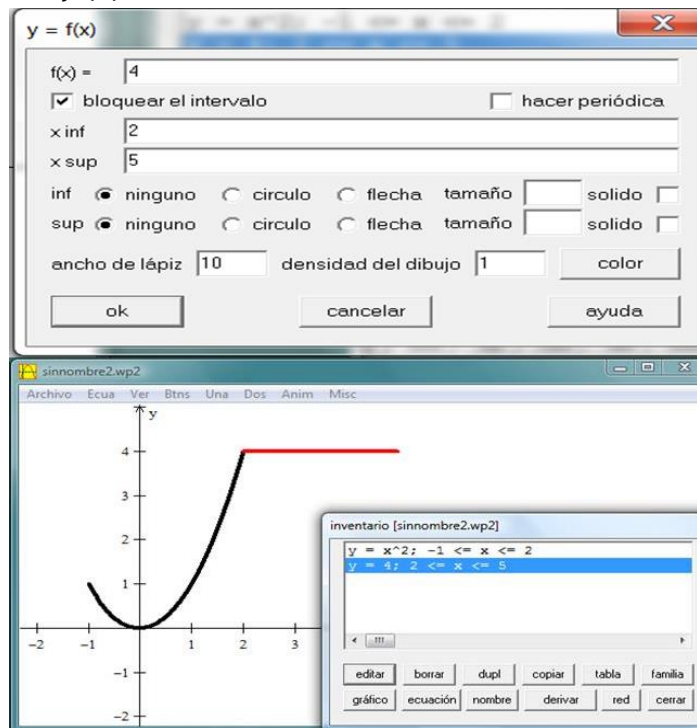 y = f(x)
f(x) = 4
bloquear el intervalo hacer periódica
x inf 2
x sup 5
inf ninguno circulo flecha tamaño solido
sup ninguno circulo flecha tamaño solido
ancho de lápiz 10 densidad del dibujo 1 color
ok cancelar ayuda
sinnombre2.wp2
Archivo Ecua Ver Btns Una Dos Anim Misc
y
4
3
2
1
-2 -1 1 2 3
-1
-2
inventario [sinnombre2.wp2]
y = x^2; -1 <= x <= 2
y = 4; 2 <= x <= 5
editar borrar dupl copiar tabla familia
gráfico ecuación nombre derivar red cerrar